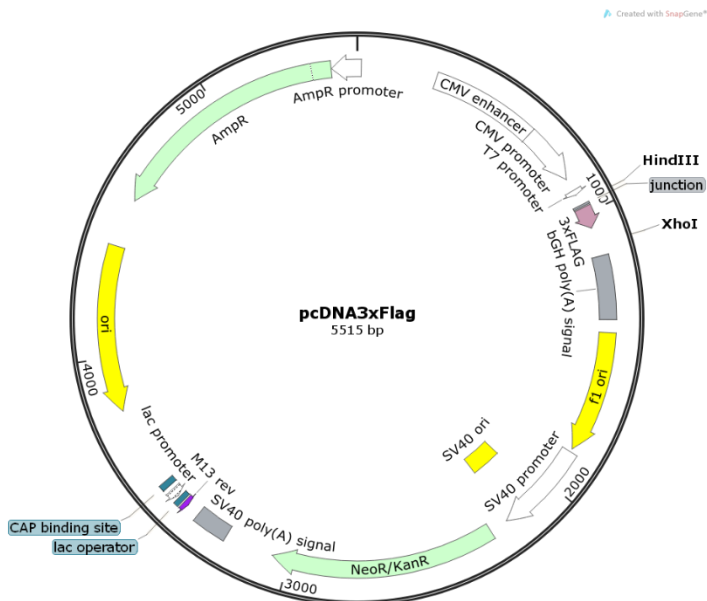 Created with SnapGene®
AmpR promoter
5000
AmpR
CMV enhancer
CMV promoter
T7 promoter
HindIII
1000
junction
XhoI
3xFLAG
bGH poly(A) signal
pcDNA3xFlag
5515 bp
ori
4000
f1 ori
SV40 ori
SV40 promoter
2000
lac promoter
M13 rev
SV40 poly(A) signal
CAP binding site
lac operator
NeoR/KanR
3000